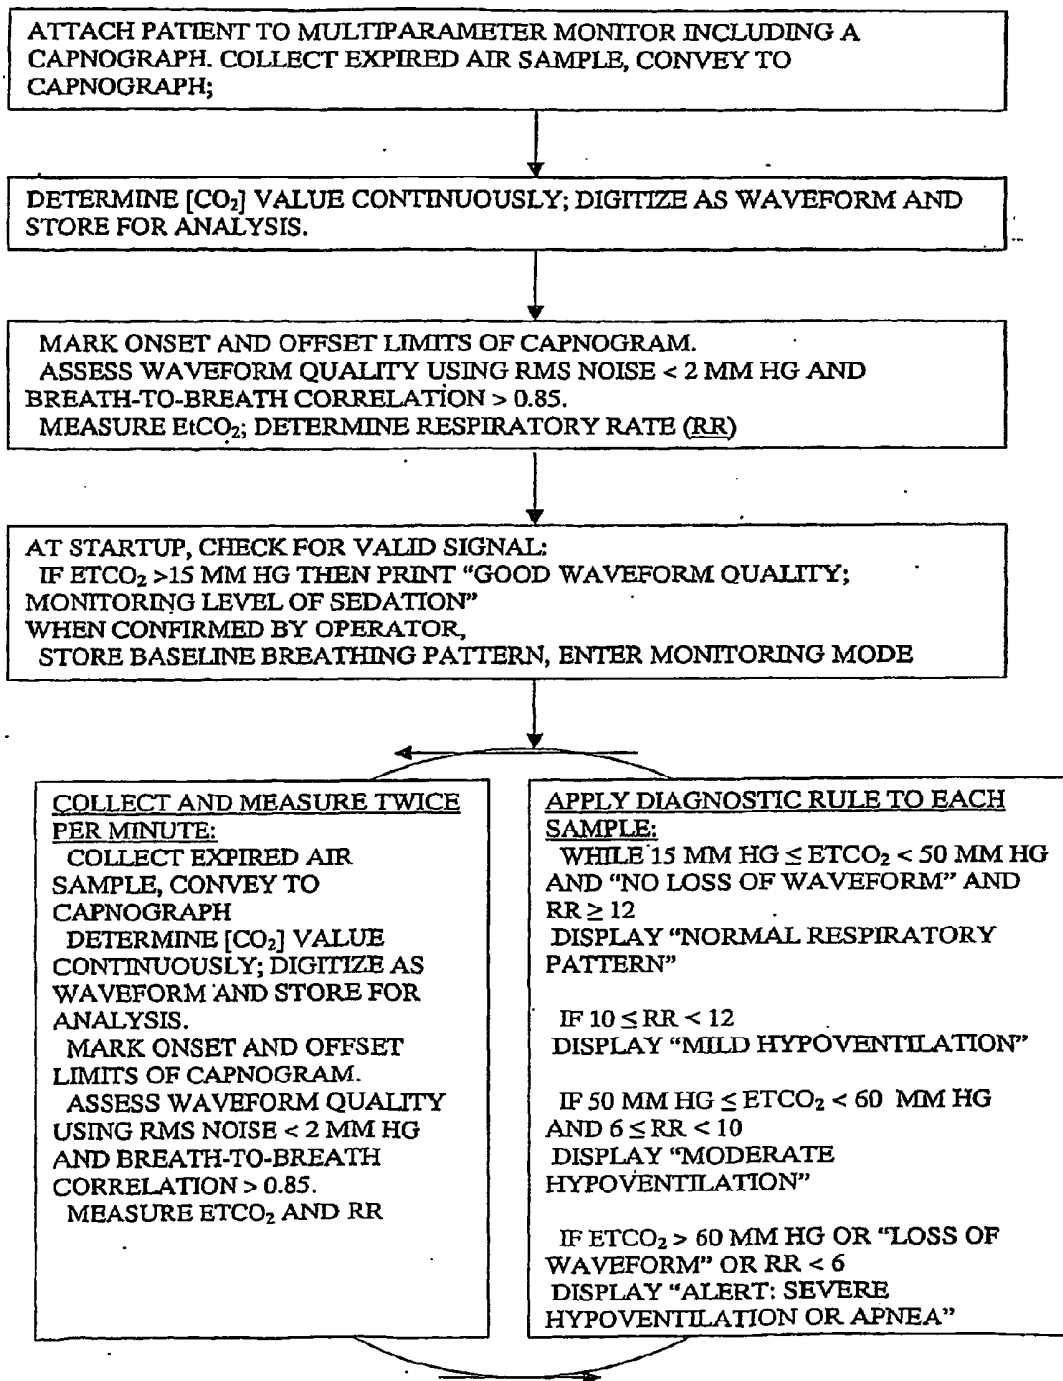 ATTACH PATIENT TO MULTIPARAMETER MONITOR INCLUDING A
CAPNOGRAPH. COLLECT EXPIRED AIR SAMPLE, CONVEY TO
CAPNOGRAPH;
DETERMINE [CO₂] VALUE CONTINUOUSLY; DIGITIZE AS WAVEFORM AND
STORE FOR ANALYSIS.
MARK ONSET AND OFFSET LIMITS OF CAPNOGRAM.
ASSESS WAVEFORM QUALITY USING RMS NOISE < 2 MM HG AND
BREATH-TO-BREATH CORRELATION > 0.85.
MEASURE EtCO₂; DETERMINE RESPIRATORY RATE (RR)
AT STARTUP, CHECK FOR VALID SIGNAL:
IF ETCO₂ >15 MM HG THEN PRINT “GOOD WAVEFORM QUALITY;
MONITORING LEVEL OF SEDATION”
WHEN CONFIRMED BY OPERATOR,
STORE BASELINE BREATHING PATTERN, ENTER MONITORING MODE
COLLECT AND MEASURE TWICE
PER MINUTE:
COLLECT EXPIRED AIR
SAMPLE, CONVEY TO
CAPNOGRAPH
DETERMINE [CO₂] VALUE
CONTINUOUSLY; DIGITIZE AS
WAVEFORM AND STORE FOR
ANALYSIS.
MARK ONSET AND OFFSET
LIMITS OF CAPNOGRAM.
ASSESS WAVEFORM QUALITY
USING RMS NOISE < 2 MM HG
AND BREATH-TO-BREATH
CORRELATION > 0.85.
MEASURE ETCO₂ AND RR
APPLY DIAGNOSTIC RULE TO EACH
SAMPLE:
WHILE 15 MM HG ≤ ETCO₂ < 50 MM HG
AND “NO LOSS OF WAVEFORM” AND
RR ≥ 12
DISPLAY “NORMAL RESPIRATORY
PATTERN”
IF 10 ≤ RR < 12
DISPLAY “MILD HYPOVENTILATION”
IF 50 MM HG ≤ ETCO₂ < 60 MM HG
AND 6 ≤ RR < 10
DISPLAY “MODERATE
HYPOVENTILATION”
IF ETCO₂ > 60 MM HG OR “LOSS OF
WAVEFORM” OR RR < 6
DISPLAY “ALERT: SEVERE
HYPOVENTILATION OR APNEA”